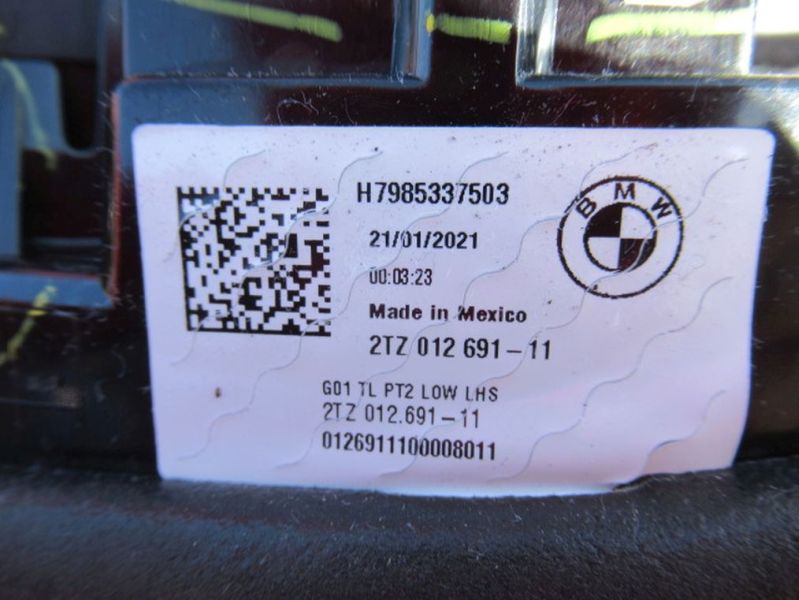 H7985337503
BMW
21/01/2021
00:03:23
Made in Mexico
2TZ 012 691-11
G01 TL PT2 LOW LHS
2TZ 012.691-11
0126911100008011